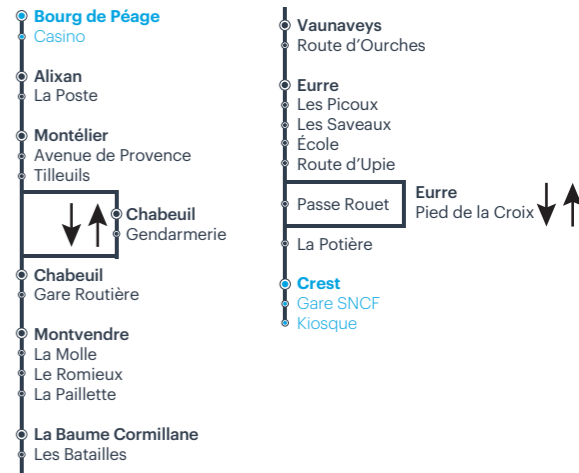 Bourg de Péage
Casino
Alixan
La Poste
Montélier
Avenue de Provence
Tilleuils
Chabeuil
Gendarmerie
Chabeuil
Gare Routière
Montvendre
La Molle
Le Romieux
La Paillette
La Baume Cormillane
Les Batailles
Vaunaveys
Route d'Ourches
Eurre
Les Picoux
Les Saveaux
École
Route d'Upie
Passe Rouet
Eurre
Pied de la Croix
La Potière
Crest
Gare SNCF
Kiosque